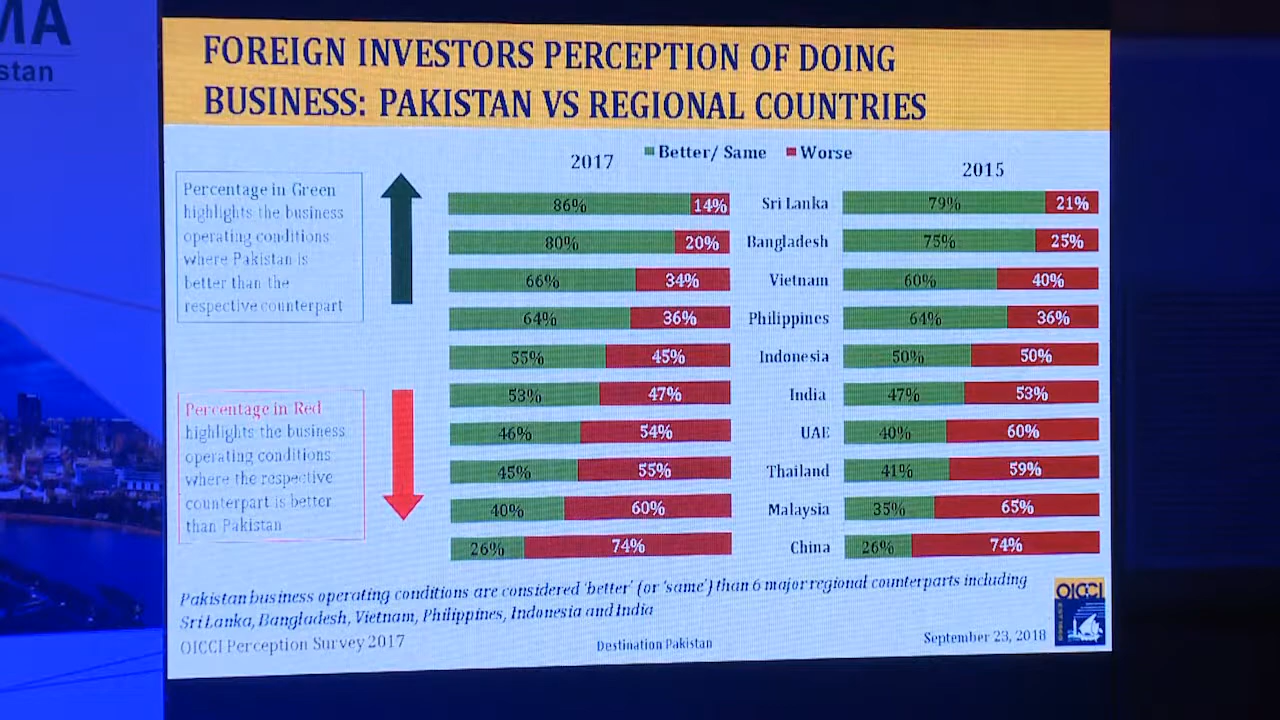 MA
stan
FOREIGN INVESTORS PERCEPTION OF DOING
BUSINESS: PAKISTAN VS REGIONAL COUNTRIES
Percentage in Green
highlights the business
operating conditions
where Pakistan is
better than the
respective counterpart
Percentage in Red
highlights the business
operating conditions
where the respective
counterpart is better
than Pakistan
Better/ Same Worse
2017 2015
86% 14% Sri Lanka 79% 21%
80% 20% Bangladesh 75% 25%
66% 34% Vietnam 60% 40%
64% 36% Philippines 64% 36%
55% 45% Indonesia 50% 50%
53% 47% India 47% 53%
46% 54% UAE 40% 60%
45% 55% Thailand 41% 59%
40% 60% Malaysia 35% 65%
26% 74% China 26% 74%
Pakistan business operating conditions are considered 'better' (or 'same') than 6 major regional counterparts including
Sri Lanka, Bangladesh, Vietnam, Philippines, Indonesia and India
OICCI Perception Survey 2017
Destination Pakistan
September 23, 2018
OICCI